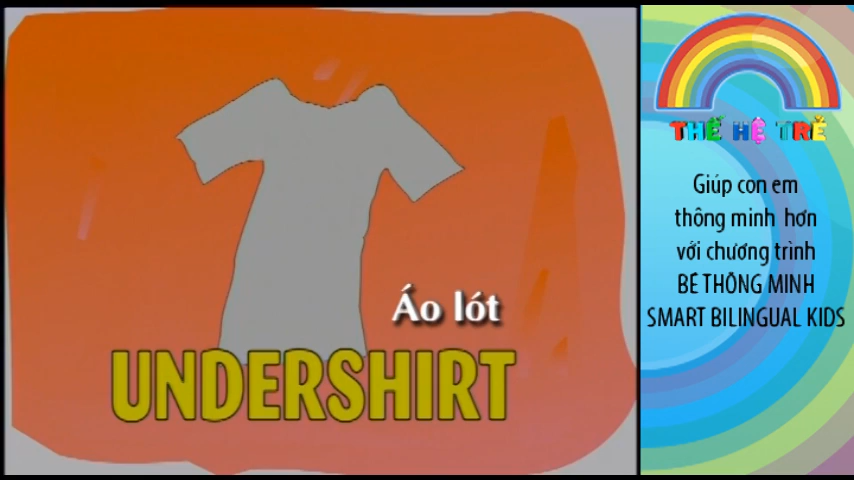 Áo lót
UNDERSHIRT
THẾ HỆ TRẺ
Giúp con em
thông minh hơn
với chương trình
BÉ THÔNG MINH
SMART BILINGUAL KIDS